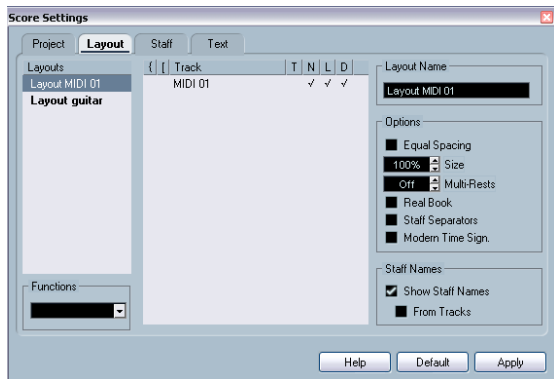 Score Settings
Project Layout Staff Text
Layouts
Layout MIDI 01
Layout guitar
{ [ Track T N L D
MIDI 01 ✓ ✓ ✓
Functions
Layout Name
Layout MIDI 01
Options
Equal Spacing
100% Size
Off Multi-Rests
Real Book
Staff Separators
Modern Time Sign.
Staff Names
Show Staff Names
From Tracks
Help Default Apply